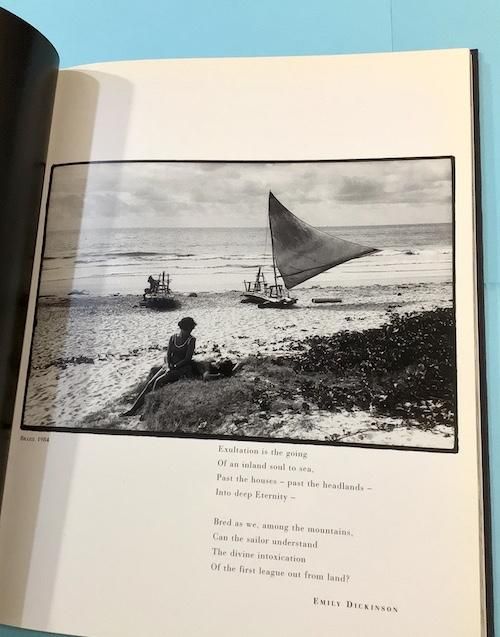 Brazil 1984
Exultation is the going
Of an inland soul to sea,
Past the houses – past the headlands –
Into deep Eternity –
Bred as we, among the mountains,
Can the sailor understand
The divine intoxication
Of the first league out from land?
Emily Dickinson